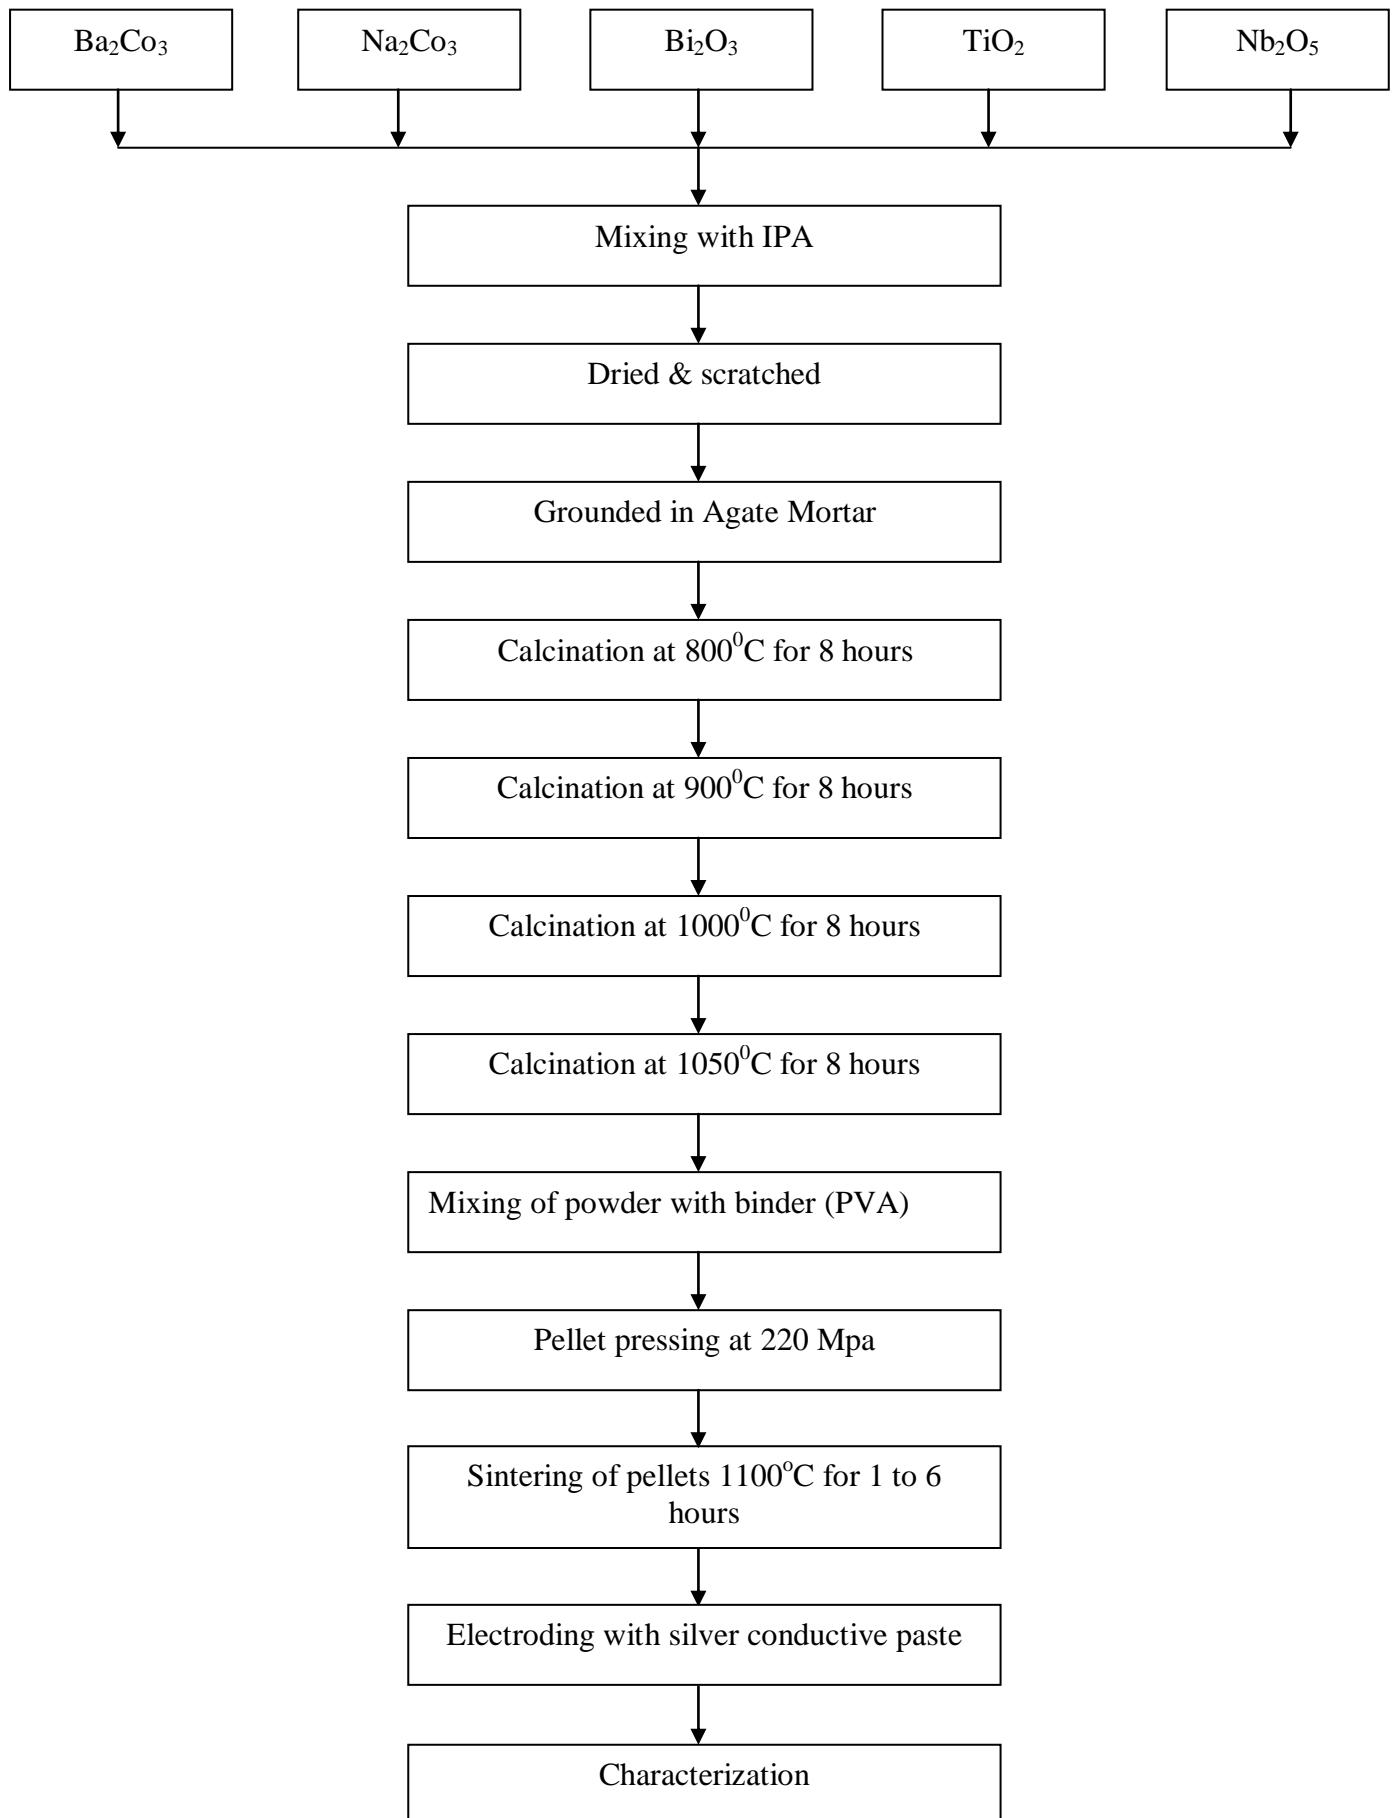 Ba₂Co₃
Na₂Co₃
Bi₂O₃
TiO₂
Nb₂O₅
Mixing with IPA
Dried & scratched
Grounded in Agate Mortar
Calcination at 800⁰C for 8 hours
Calcination at 900⁰C for 8 hours
Calcination at 1000⁰C for 8 hours
Calcination at 1050⁰C for 8 hours
Mixing of powder with binder (PVA)
Pellet pressing at 220 Mpa
Sintering of pellets 1100ᵒC for 1 to 6
hours
Electroding with silver conductive paste
Characterization